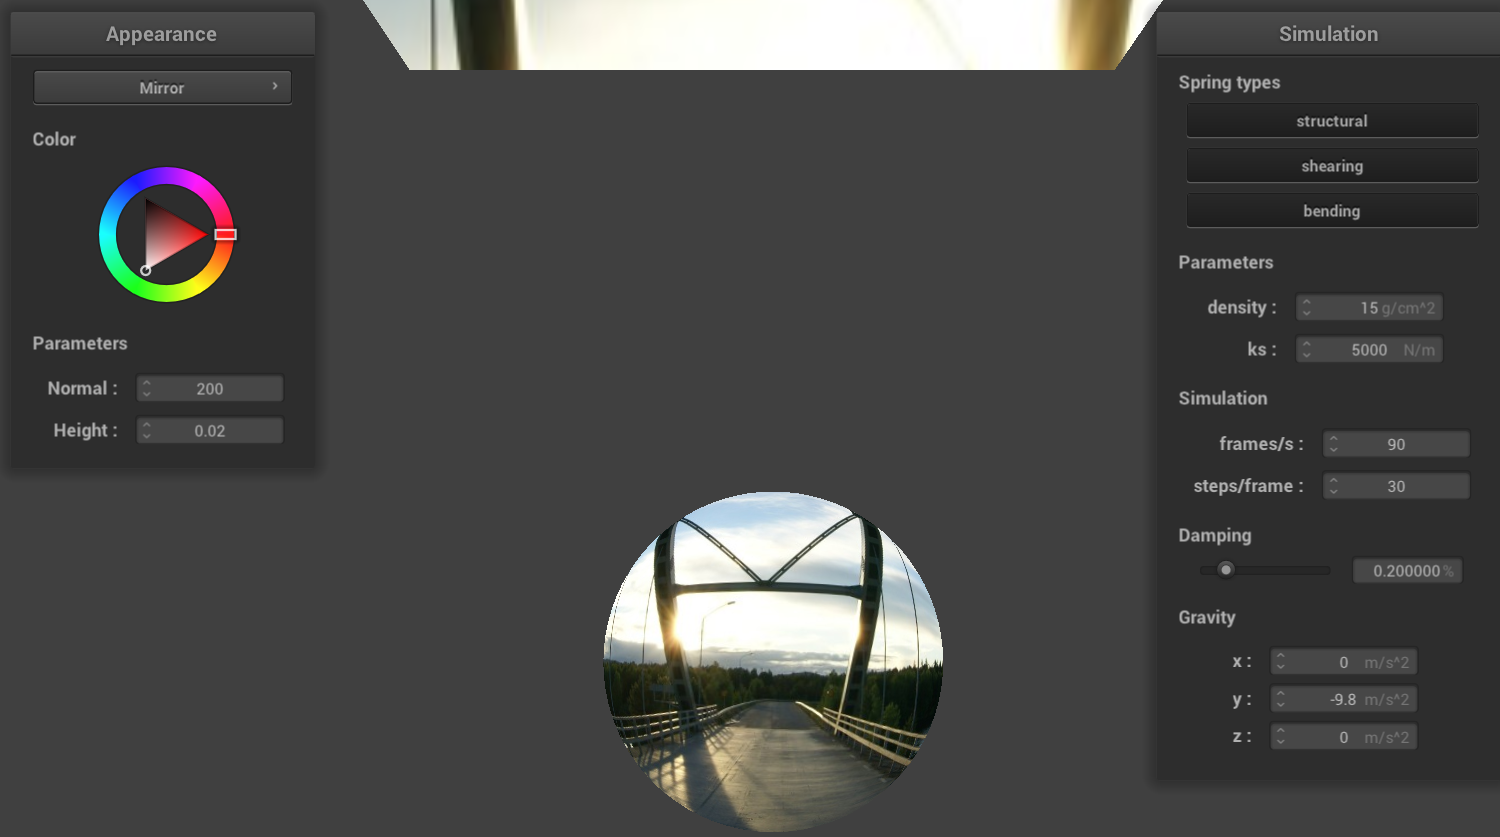 Appearance
Mirror
Color
Parameters
Normal :
200
Height :
0.02
Simulation
Spring types
structural
shearing
bending
Parameters
density :
15 g/cm^2
ks :
5000 N/m
Simulation
frames/s :
90
steps/frame :
30
Damping
0.200000 %
Gravity
x :
0 m/s^2
y :
-9.8 m/s^2
z :
0 m/s^2